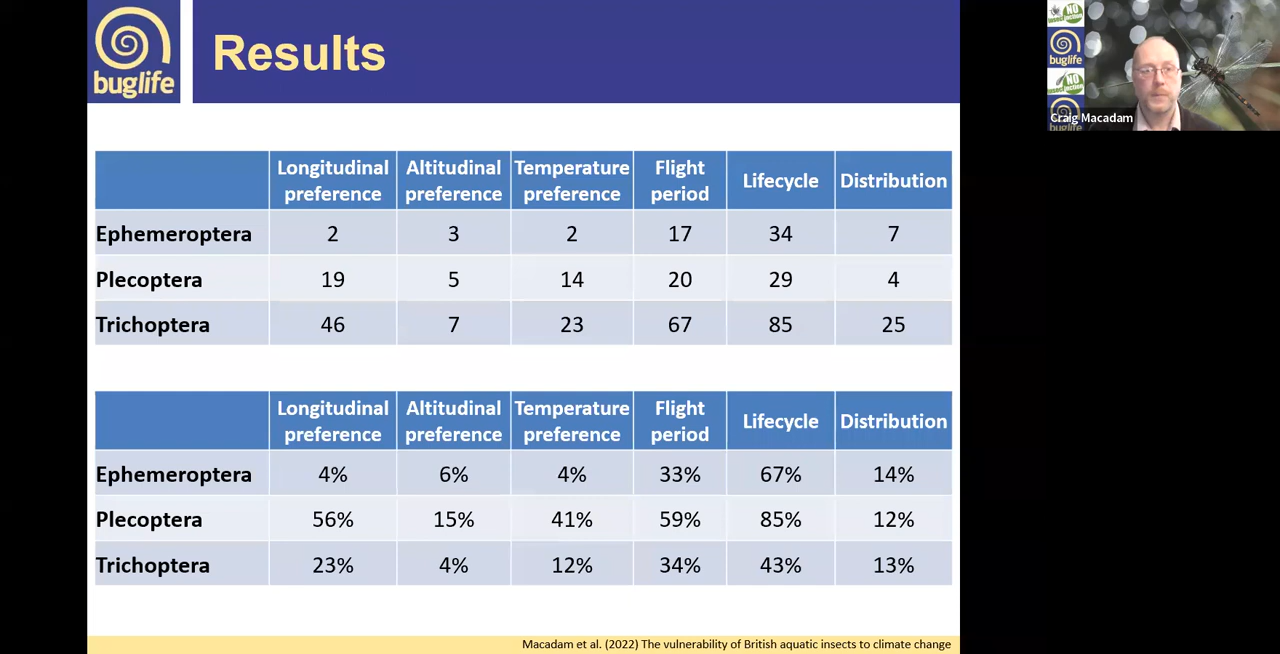 buglife
Results
Longitudinal preference Altitudinal preference Temperature preference Flight period Lifecycle Distribution
Ephemeroptera 2 3 2 17 34 7
Plecoptera 19 5 14 20 29 4
Trichoptera 46 7 23 67 85 25
Longitudinal preference Altitudinal preference Temperature preference Flight period Lifecycle Distribution
Ephemeroptera 4% 6% 4% 33% 67% 14%
Plecoptera 56% 15% 41% 59% 85% 12%
Trichoptera 23% 4% 12% 34% 43% 13%
Macadam et al. (2022) The vulnerability of British aquatic insects to climate change
NO
buglife
NO
buglife
Craig Macadam